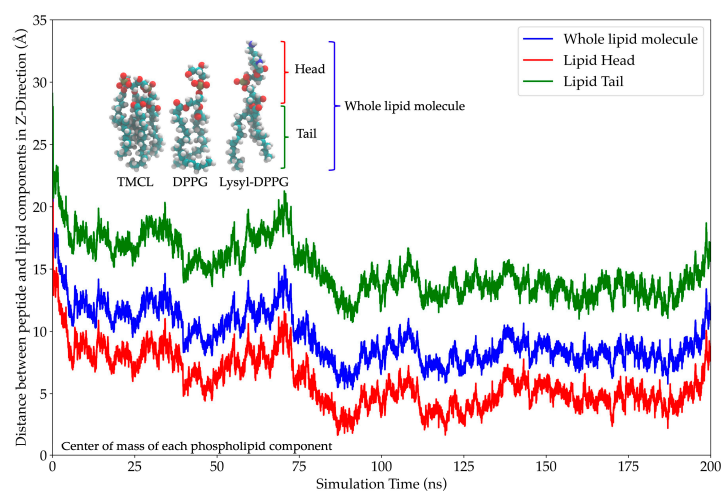 Distance between peptide and lipid components in Z-Direction (Å)
35
30
25
20
15
10
5
0
Whole lipid molecule
Lipid Head
Lipid Tail
Head
Whole lipid molecule
Tail
TMCL DPPG Lysyl-DPPG
Center of mass of each phospholipid component
0 25 50 75 100 125 150 175 200
Simulation Time (ns)